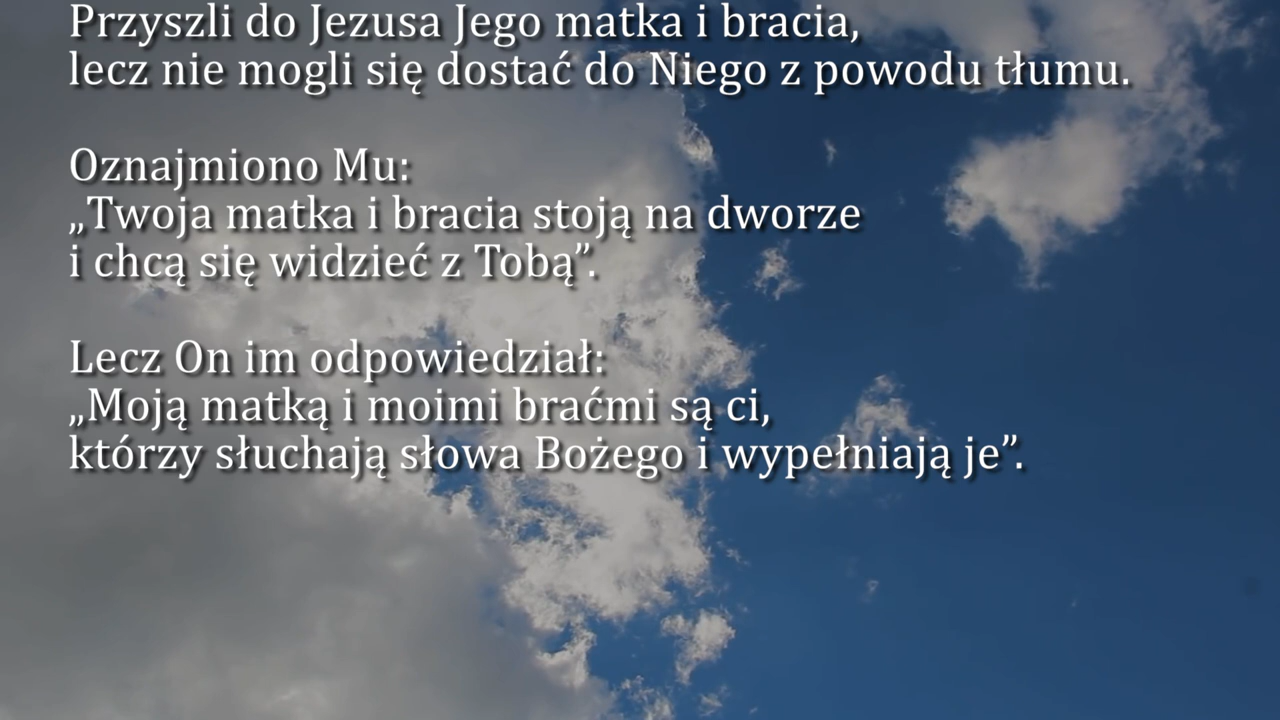 Przyszli do Jezusa Jego matka i bracia,
lecz nie mogli się dostać do Niego z powodu tłumu.
Oznajmiono Mu:
„Twoja matka i bracia stoją na dworze
i chcą się widzieć z Tobą”.
Lecz On im odpowiedział:
„Moją matką i moimi braćmi są ci,
którzy słuchają słowa Bożego i wypełniają je”.